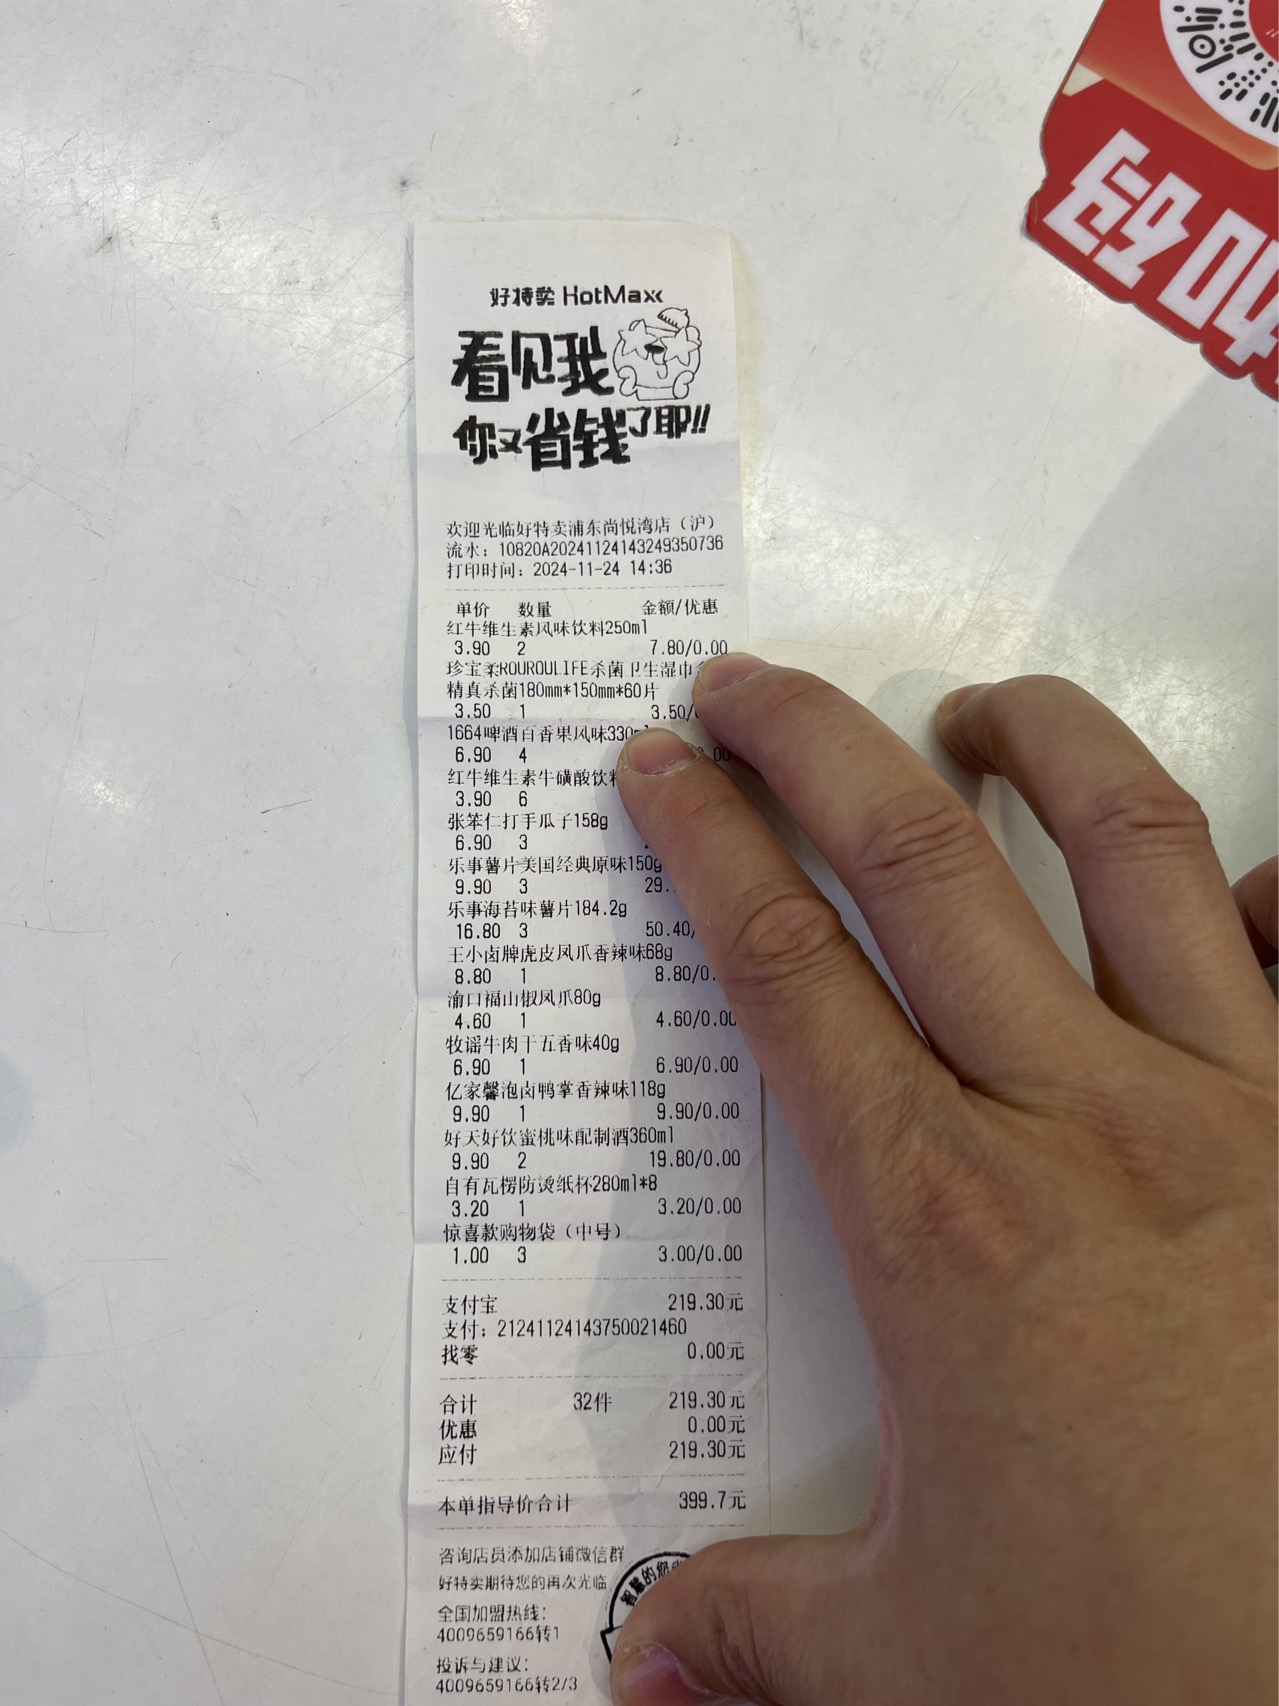 好特卖 HotMaxx
看见我
你又省钱了耶!!
欢迎光临好特卖浦东尚悦湾店（沪）
流水：10820A20241124143249350736
打印时间：2024-11-24 14:36
单价 数量 金额/优惠
红牛维生素风味饮料250ml
3.90 2 7.80/0.00
珍宝柔ROUROULIFE杀菌卫生湿巾
精真杀菌180mm*150mm*60片
3.50 1 3.50/
1664啤酒百香果风味330ml
6.90 4 .00
红牛维生素牛磺酸饮料
3.90 6
张笨仁打手瓜子158g
6.90 3
乐事薯片美国经典原味150g
9.90 3 29.
乐事海苔味薯片184.2g
16.80 3 50.40/
王小卤牌虎皮凤爪香辣味68g
8.80 1 8.80/0.
渝口福山椒凤爪80g
4.60 1 4.60/0.00
牧谣牛肉干五香味40g
6.90 1 6.90/0.00
亿家馨泡卤鸭掌香辣味118g
9.90 1 9.90/0.00
好天好饮蜜桃味配制酒360ml
9.90 2 19.80/0.00
自有瓦楞防烫纸杯280ml*8
3.20 1 3.20/0.00
惊喜款购物袋（中号）
1.00 3 3.00/0.00
支付宝 219.30元
支付：21241124143750021460
找零 0.00元
合计 32件 219.30元
优惠 0.00元
应付 219.30元
本单指导价合计 399.7元
咨询店员添加店铺微信群
好特卖期待您的再次光临
全国加盟热线：
4009659166转1
投诉与建议：
4009659166转2/3
智慧的您